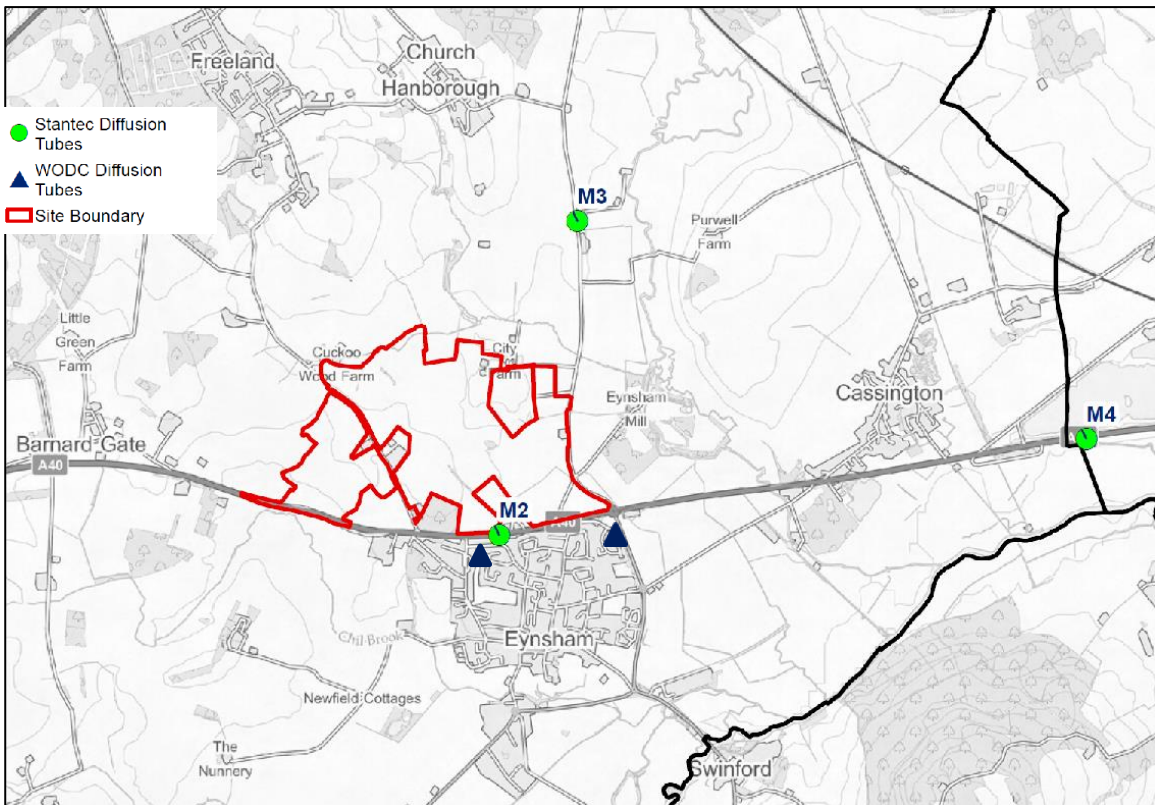 Church
Freeland
Hanborough
Stantec Diffusion
Tubes
WODC Diffusion
Tubes
Site Boundary
M3
Purwell
Farm
Little
Green
Farm
Cuckoo
Wood Farm
City
Farm
Eynsham
Mill
Cassington
M4
Barnard Gate
A40
M2
A40
Eynsham
Chil Brook
Newfield Cottages
The
Nunnery
Swinford